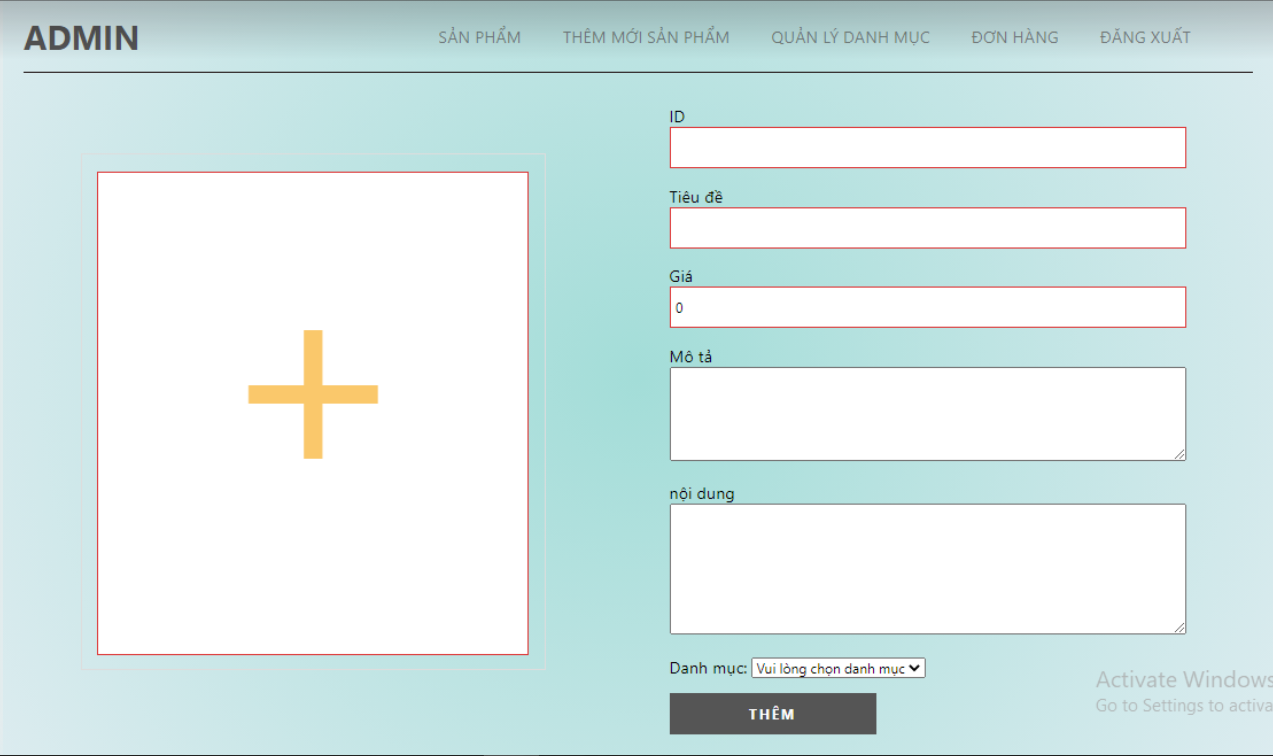 ADMIN
SẢN PHẨM THÊM MỚI SẢN PHẨM QUẢN LÝ DANH MỤC ĐƠN HÀNG ĐĂNG XUẤT
ID
Tiêu đề
Giá
0
Mô tả
nội dung
Danh mục: Vui lòng chọn danh mục
THÊM
Activate Windows
Go to Settings to activa